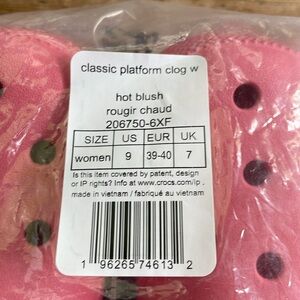 classic platform clog w
hot blush
rougir chaud
206750-6XF
SIZE US EUR UK
women 9 39-40 7
Is this item covered by patent, design
or IP rights? Info at www.crocs.com/ip .
made in vietnam / fabriqué au vietnam
1 96265 74613 2